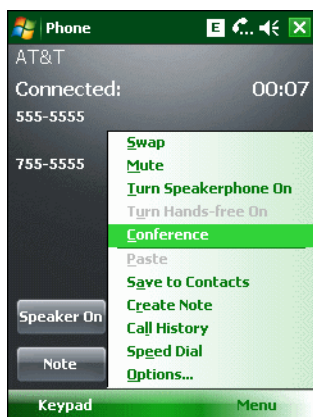 Phone E ...
AT&T
Connected: 00:07
555-5555
755-5555
Swap
Mute
Turn Speakerphone On
Turn Hands-free On
Conference
Paste
Save to Contacts
Create Note
Call History
Speed Dial
Options...
Speaker On
Note
Keypad Menu